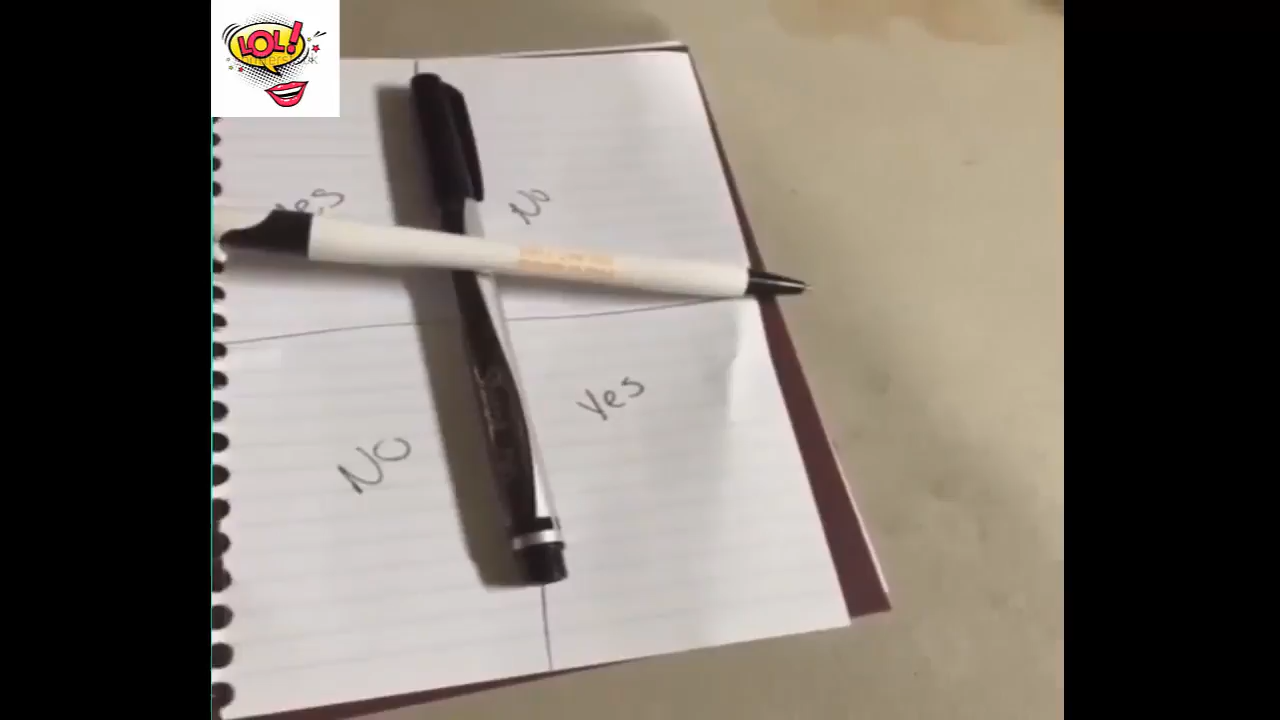 LOL!
Yes
No
NO
Yes